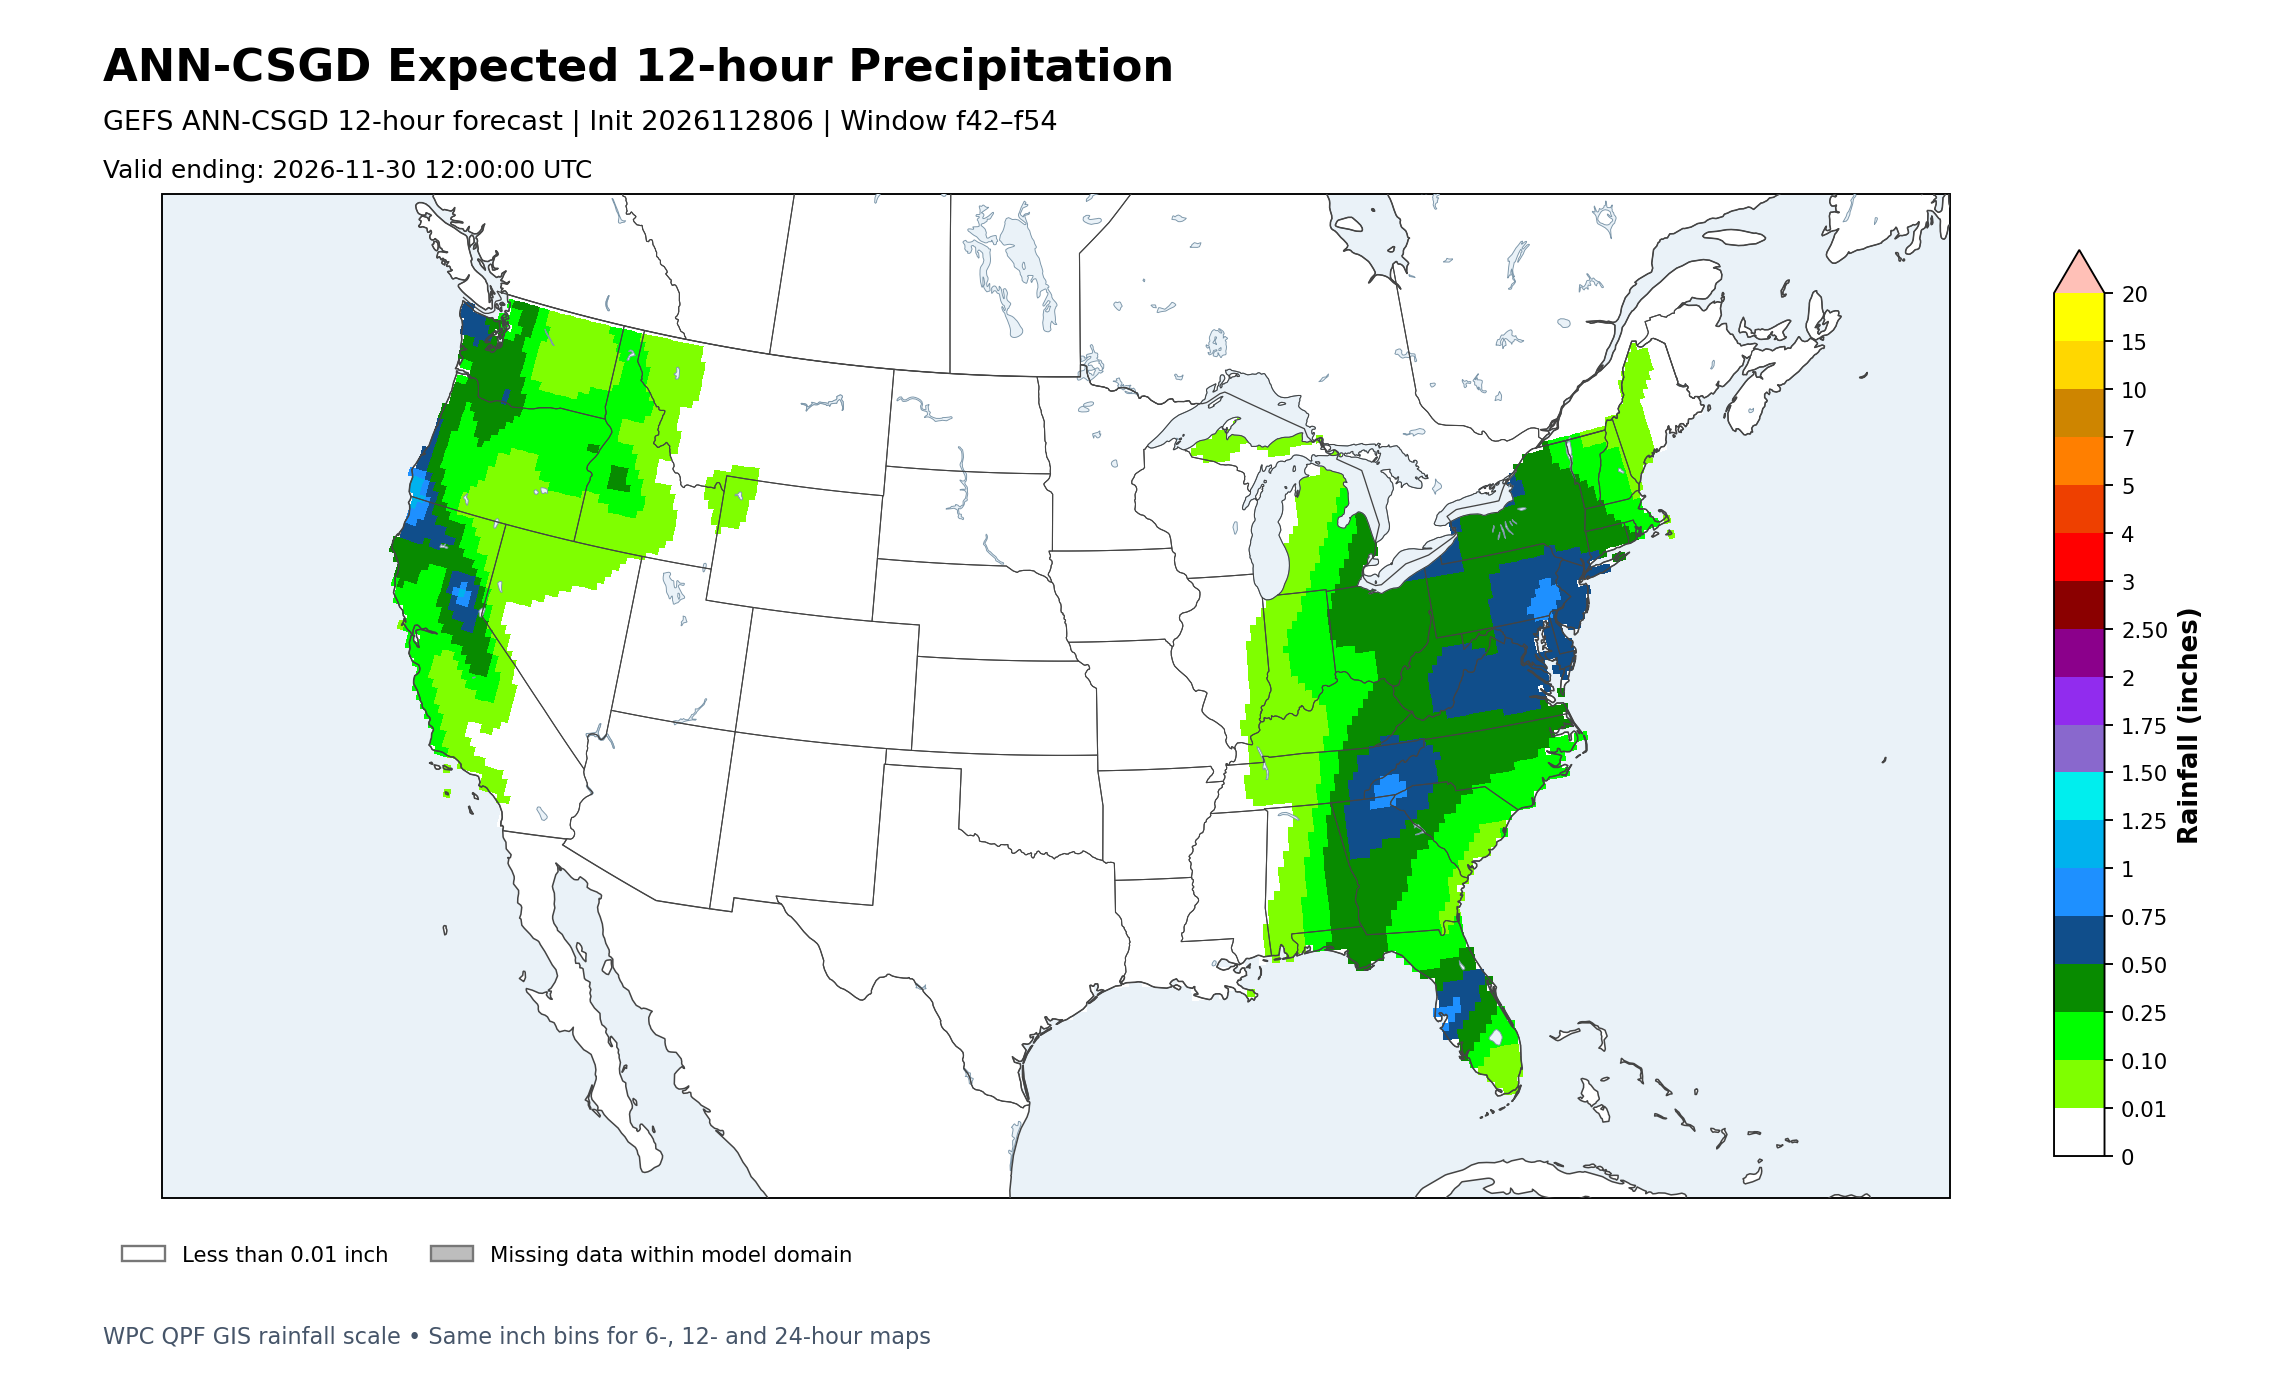 ANN-CSGD Expected 12-hour Precipitation
GEFS ANN-CSGD 12-hour forecast | Init 2026112806 | Window f42–f54
Valid ending: 2026-11-30 12:00:00 UTC
20
15
10
7
5
4
3
2.50
2
1.75
1.50
1.25
1
0.75
0.50
0.25
0.10
0.01
0
Rainfall (inches)
Less than 0.01 inch
Missing data within model domain
WPC QPF GIS rainfall scale • Same inch bins for 6-, 12- and 24-hour maps